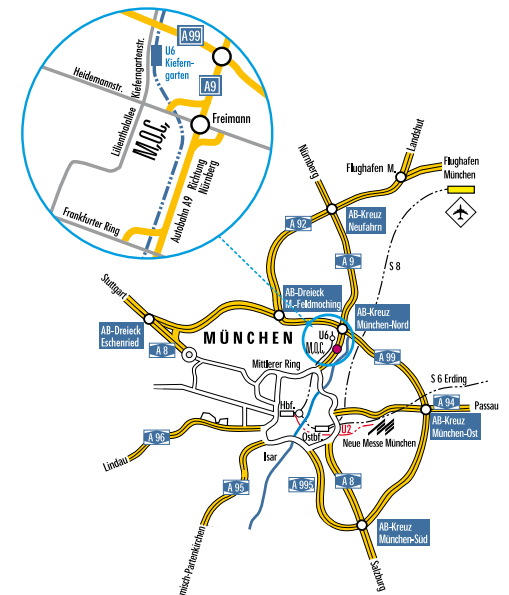 A99
U6
Kiefern-
garten
Kieferngartenstr.
Heidemannstr.
A9
Lilienthalallee
M,O,C,
Freimann
Richtung
Nürnberg
Autobahn A9
Frankfurter Ring
Landshut
Nürnberg
Flughafen M.
Flughafen
München
AB-Kreuz
Neufahrn
A 92
A 9
S 8
Stuttgart
AB-Dreieck
M.-Feldmoching
AB-Kreuz
München-Nord
AB-Dreieck
Eschenried
A 8
MÜNCHEN
U6
M,O,C,
A 99
Mittlerer Ring
S 6 Erding
Hbf.
A 94
Passau
AB-Kreuz
München-Ost
Ostbf.
U2
Neue Messe München
A 96
Lindau
Isar
A 95
A 995
A 8
AB-Kreuz
München-Süd
misch-Partenkirchen
Salzburg